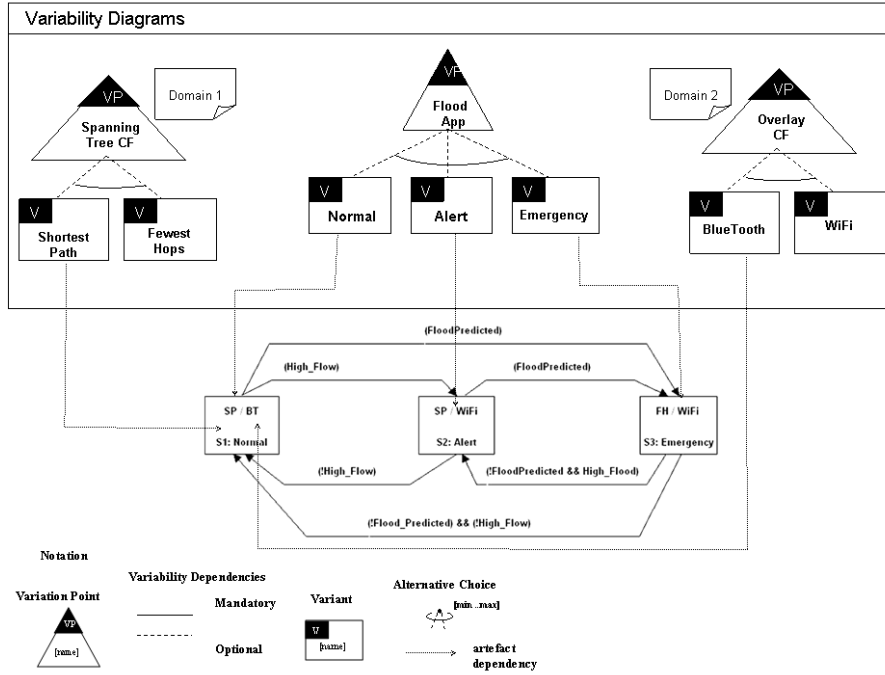 Variability Diagrams
VP
Spanning
Tree CF
Domain 1
VP
Flood
App
Domain 2
VP
Overlay
CF
V
Shortest
Path
V
Fewest
Hops
V
Normal
V
Alert
V
Emergency
V
BlueTooth
V
WiFi
(FloodPredicted)
(High_Flow)
(FloodPredicted)
SP / BT
S1: Normal
SP / WiFi
S2: Alert
FH / WiFi
S3: Emergency
(!High_Flow)
(!FloodPredicted && High_Flood)
(!Flood_Predicted) && (!High_Flow)
Notation
Variation Point
VP
[name]
Variability Dependencies
Mandatory
Optional
Variant
V
[name]
Alternative Choice
[min...max]
artefact
dependency